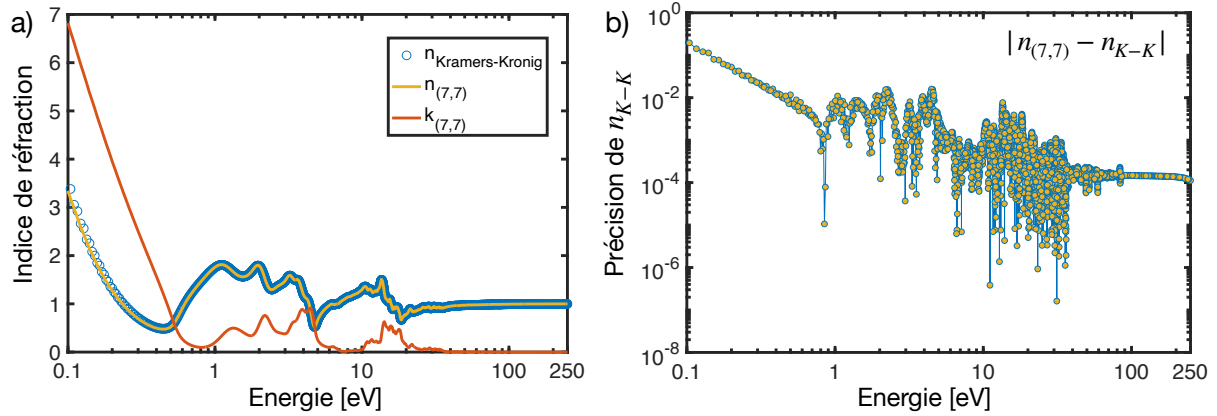 a)
7
6
5
4
3
2
1
0
Indice de réfraction
n_Kramers-Kronig
n_(7,7)
k_(7,7)
0.1
1
10
100
250
Energie [eV]
b)
10^0
10^-2
10^-4
10^-6
10^-8
Précision de n_K−K
| n_(7,7) − n_K−K |
0.1
1
10
100
250
Energie [eV]